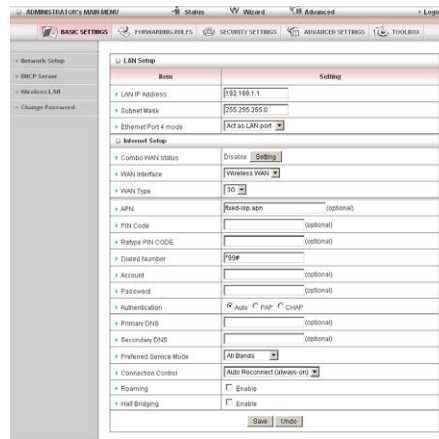 ADMINISTRATOR's MAIN MENU Status Wizard Advanced Logo
BASIC SETTINGS FORWARDING RULES SECURITY SETTINGS ADVANCED SETTINGS TOOLBOX
Network Setup
DHCP Server
Wireless LAN
Change Password
LAN Setup
Item Setting
LAN IP Address 192.168.1.1
Subnet Mask 255.255.255.0
Ethernet Port 4 mode Act as LAN port
Internet Setup
Combo WAN status Disable Setting
WAN Interface Wireless WAN
WAN Type 3G
APN fixed-isp.apn (optional)
PIN Code (optional)
Retype PIN CODE (optional)
Dialed Number *99#
Account (optional)
Password (optional)
Authentication Auto PAP CHAP
Primary DNS (optional)
Secondary DNS (optional)
Preferred Service Mode All Bands
Connection Control Auto Reconnect (always-on)
Roaming Enable
Half Bridging Enable
Save Undo